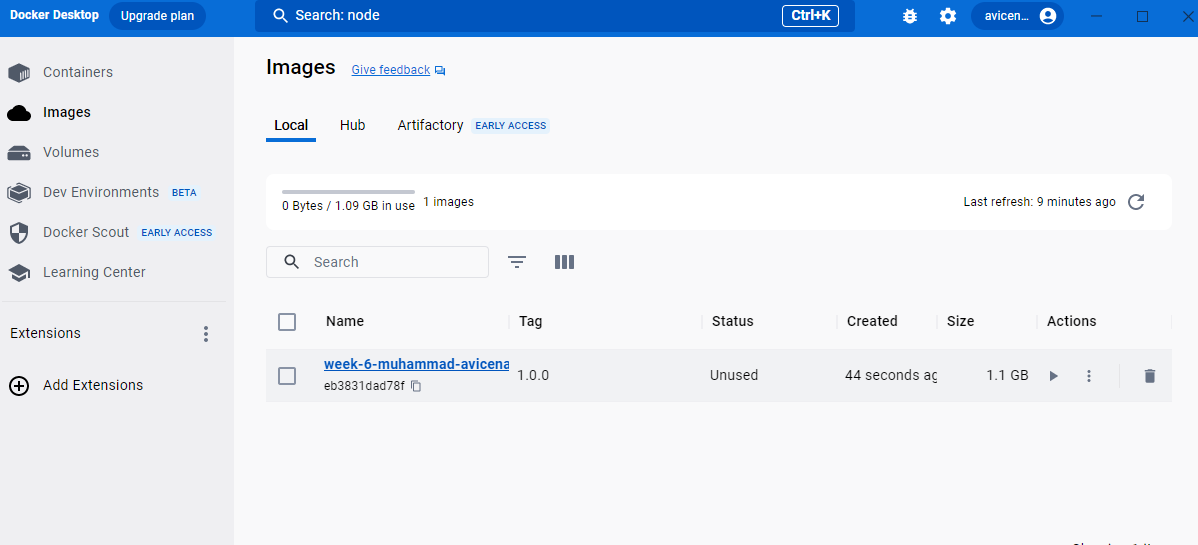 Docker Desktop Upgrade plan Search: node Ctrl+K avicen...
Containers
Images
Volumes
Dev Environments BETA
Docker Scout EARLY ACCESS
Learning Center
Extensions
Add Extensions
Images Give feedback
Local Hub Artifactory EARLY ACCESS
0 Bytes / 1.09 GB in use 1 images Last refresh: 9 minutes ago
Search
Name Tag Status Created Size Actions
week-6-muhammad-avicena 1.0.0 Unused 44 seconds ag 1.1 GB
eb3831dad78f